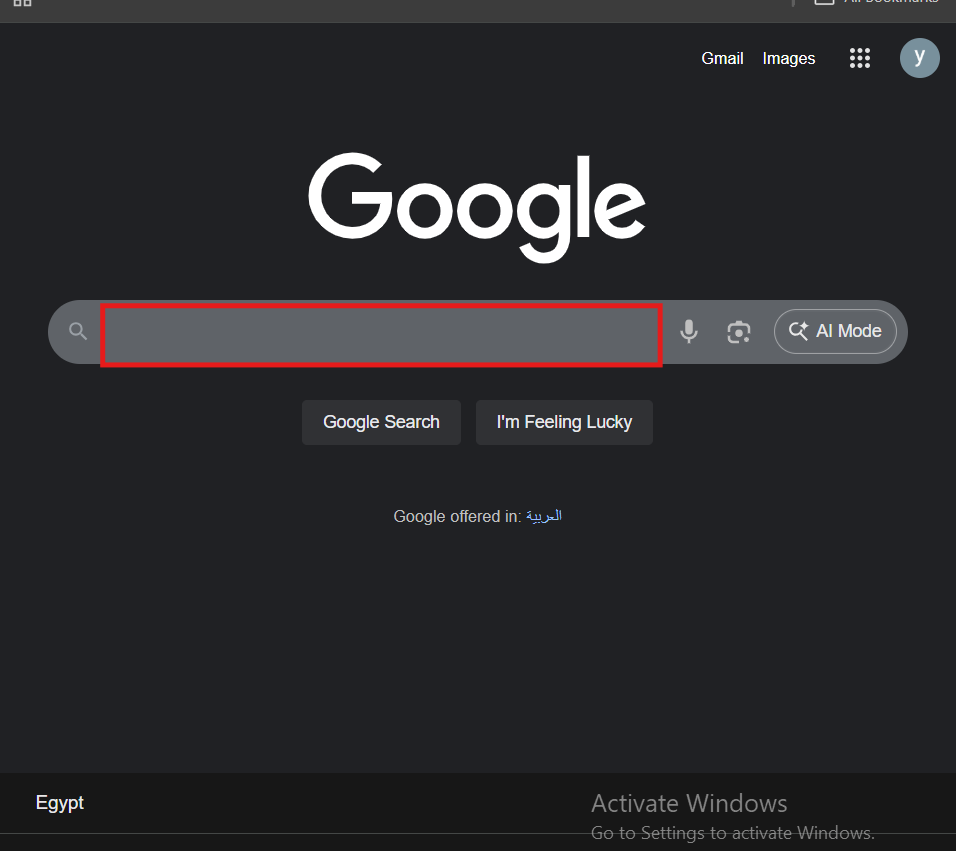 All bookmarks
Gmail Images
y
Google
AI Mode
Google Search I'm Feeling Lucky
Google offered in: العربية
Egypt
Activate Windows
Go to Settings to activate Windows.